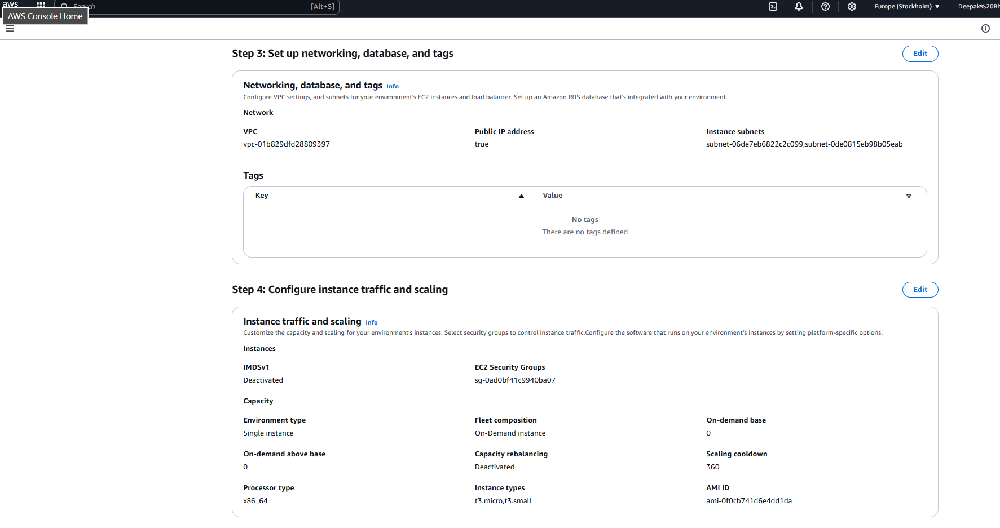 aws
Search
[Alt+S]
Europe (Stockholm)
Deepak%20Bh
AWS Console Home
Step 3: Set up networking, database, and tags
Edit
Networking, database, and tags Info
Configure VPC settings, and subnets for your environment's EC2 instances and load balancer. Set up an Amazon RDS database that's integrated with your environment.
Network
VPC
vpc-01b829dfd28809397
Public IP address
true
Instance subnets
subnet-06de7eb6822c2c099,subnet-0de0815eb98b05eab
Tags
Key
Value
No tags
There are no tags defined
Step 4: Configure instance traffic and scaling
Edit
Instance traffic and scaling Info
Customize the capacity and scaling for your environment's instances. Select security groups to control instance traffic.Configure the software that runs on your environment's instances by setting platform-specific options.
Instances
IMDSv1
Deactivated
EC2 Security Groups
sg-0ad0bf41c9940ba07
Capacity
Environment type
Single instance
Fleet composition
On-Demand instance
On-demand base
0
On-demand above base
0
Capacity rebalancing
Deactivated
Scaling cooldown
360
Processor type
x86_64
Instance types
t3.micro,t3.small
AMI ID
ami-0f0cb741d6e4dd1da